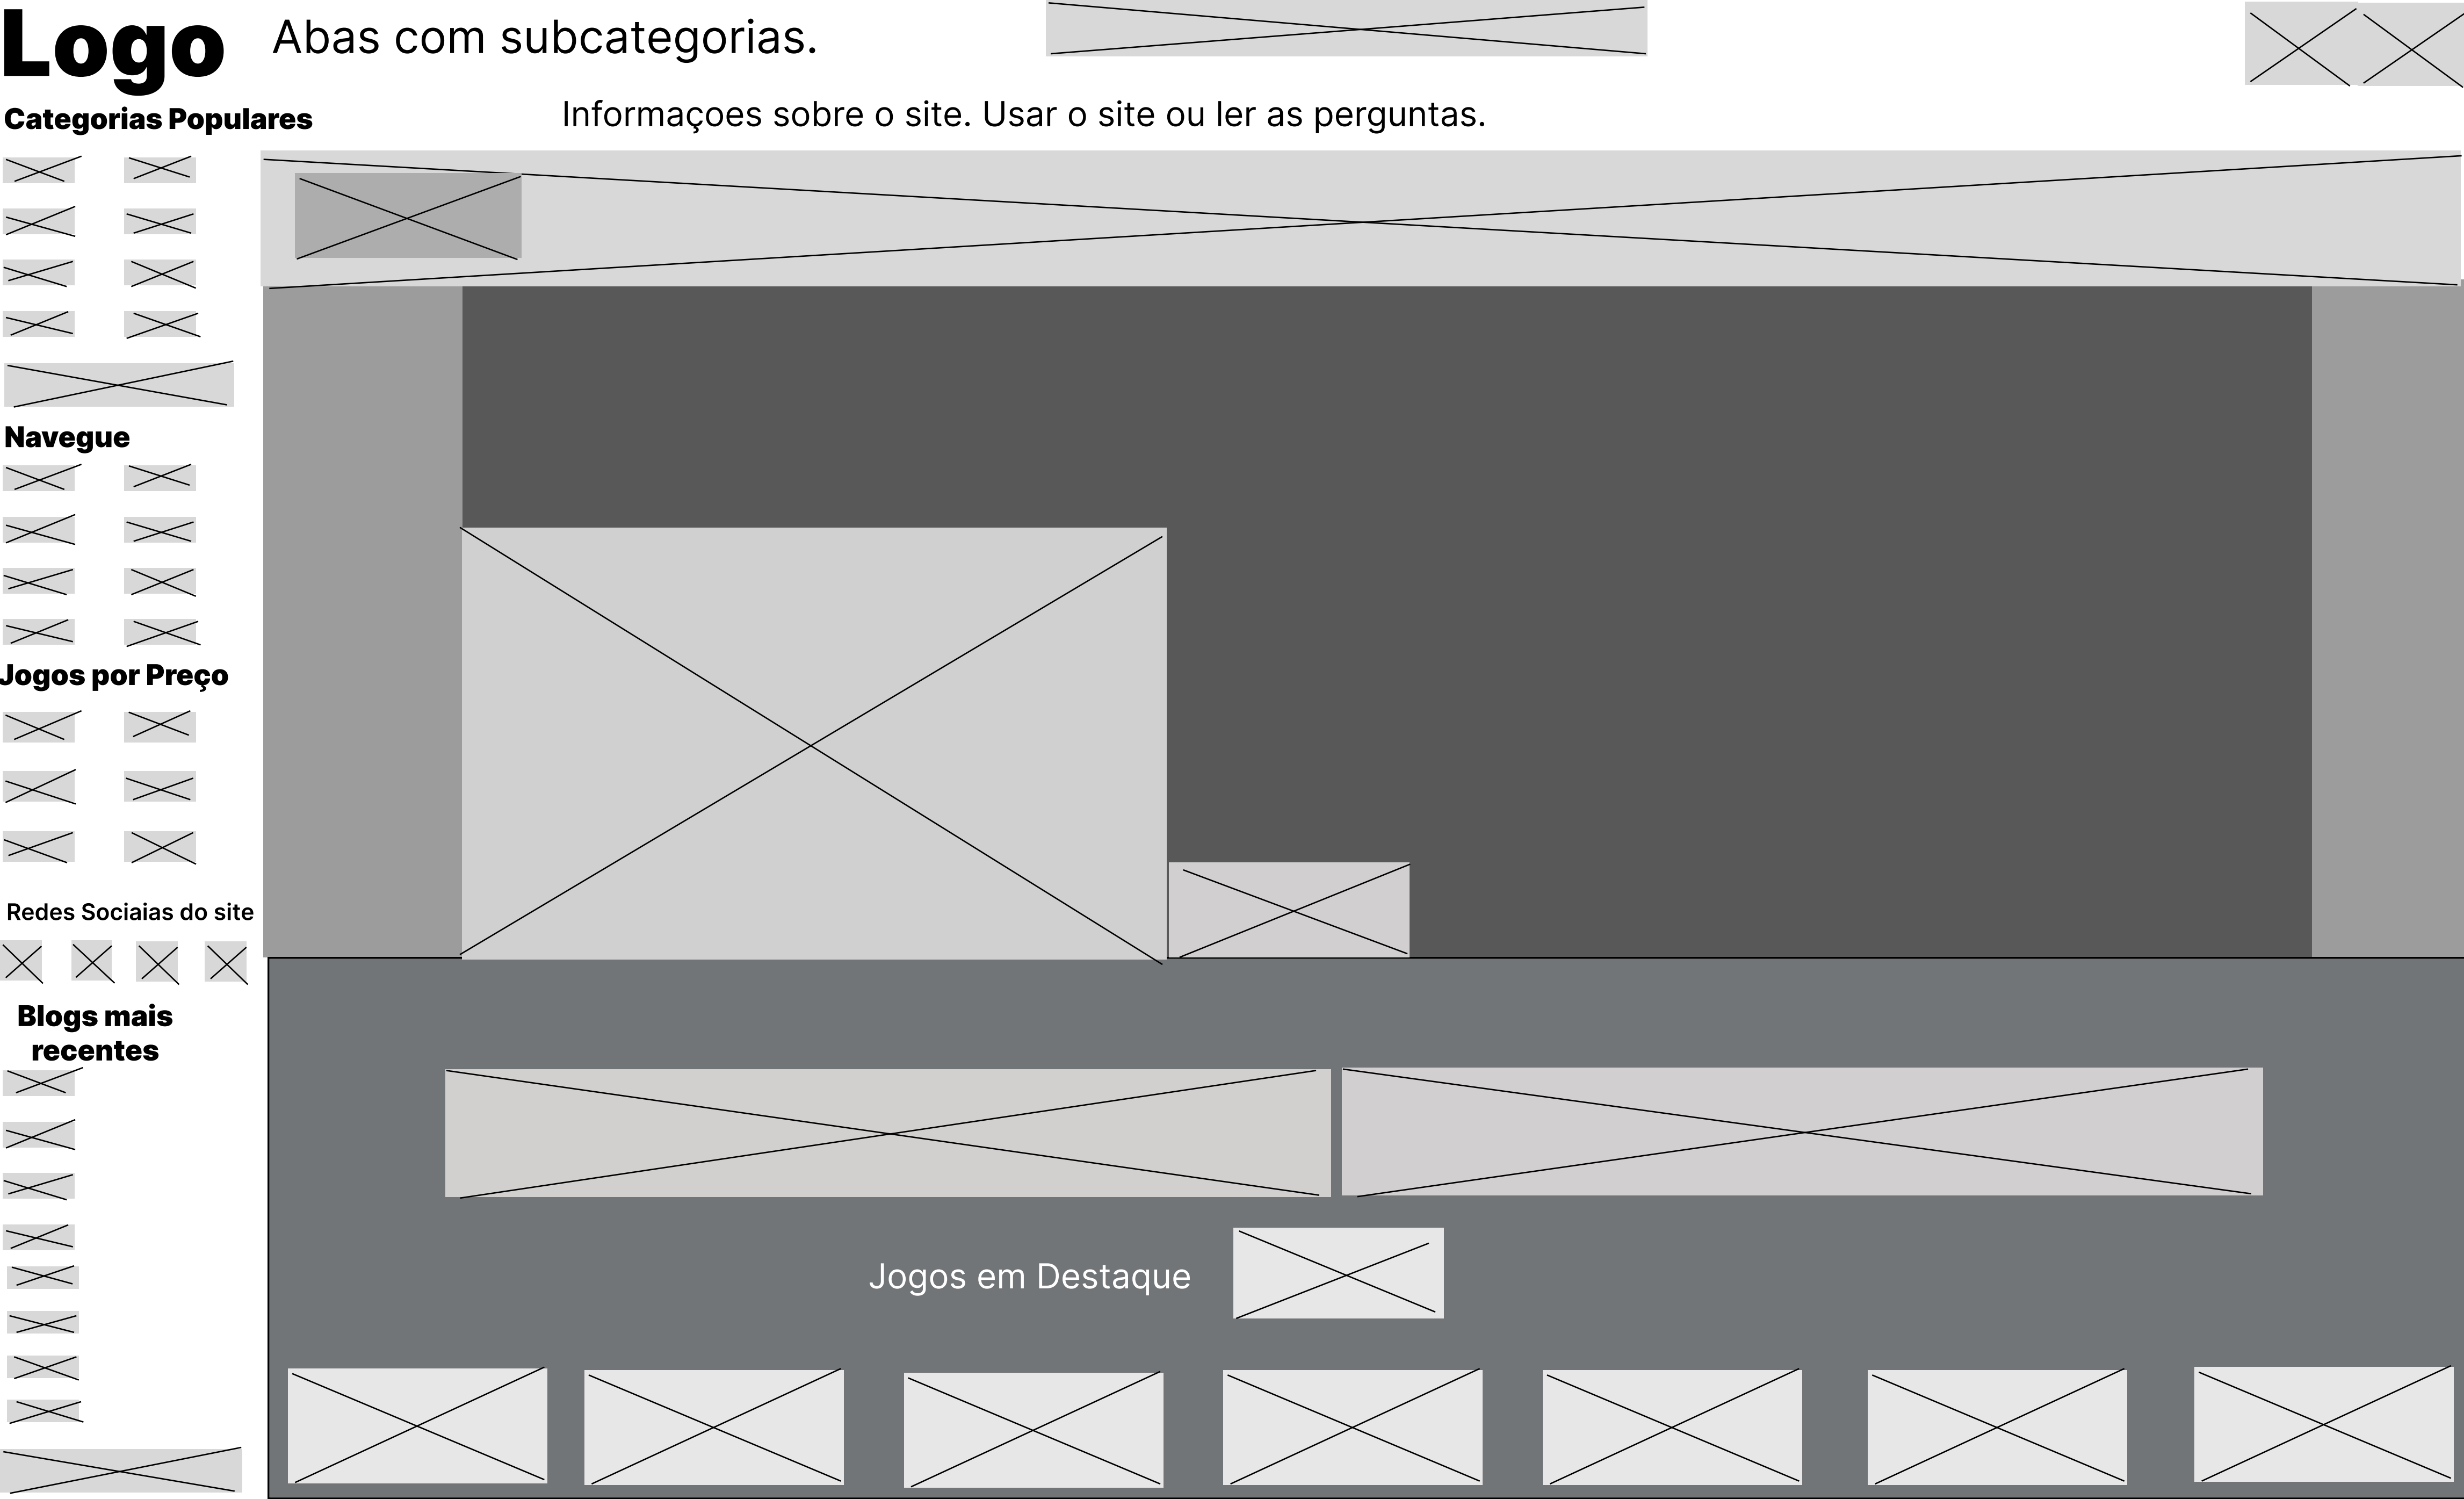 Logo
Abas com subcategorias.
Categorias Populares
Informaçoes sobre o site. Usar o site ou ler as perguntas.
Navegue
Jogos por Preço
Redes Sociaias do site
Blogs mais
recentes
Jogos em Destaque